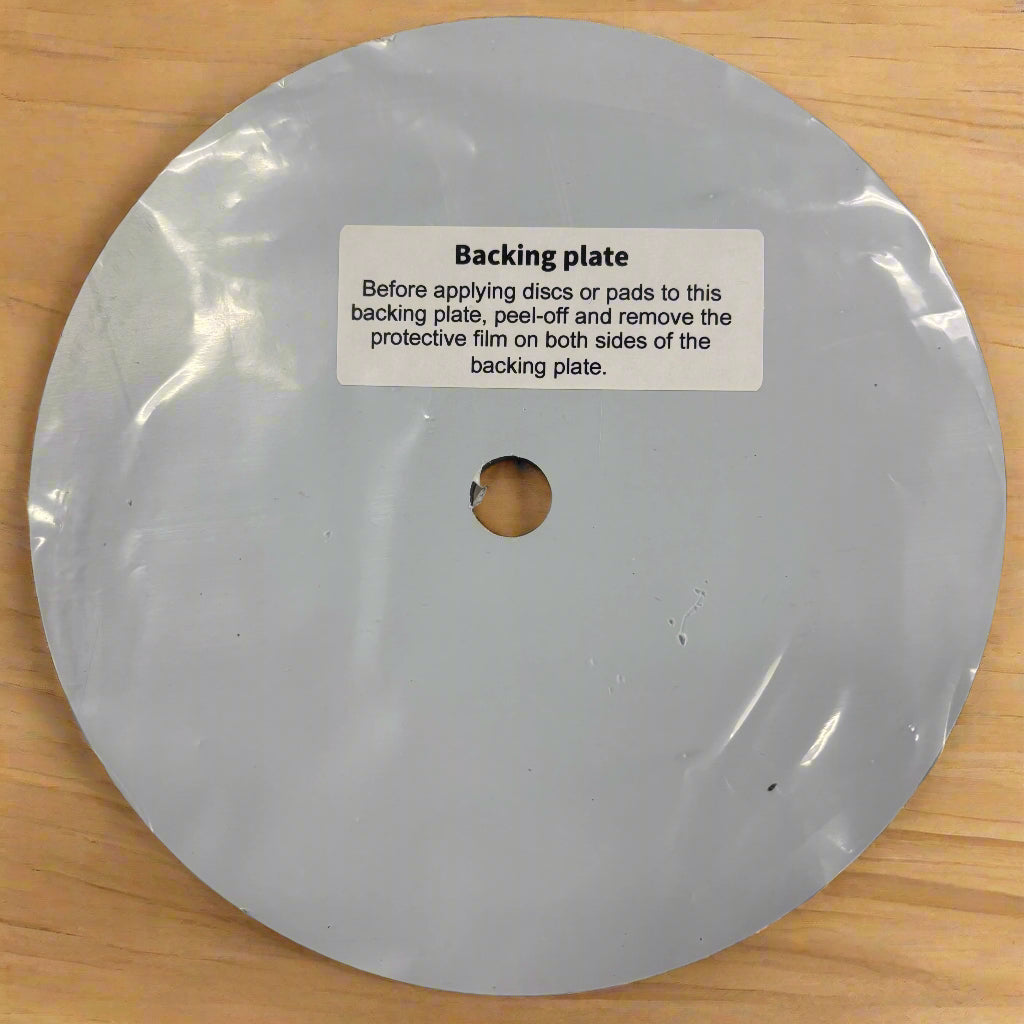 Backing plate
Before applying discs or pads to this
backing plate, peel-off and remove the
protective film on both sides of the
backing plate.